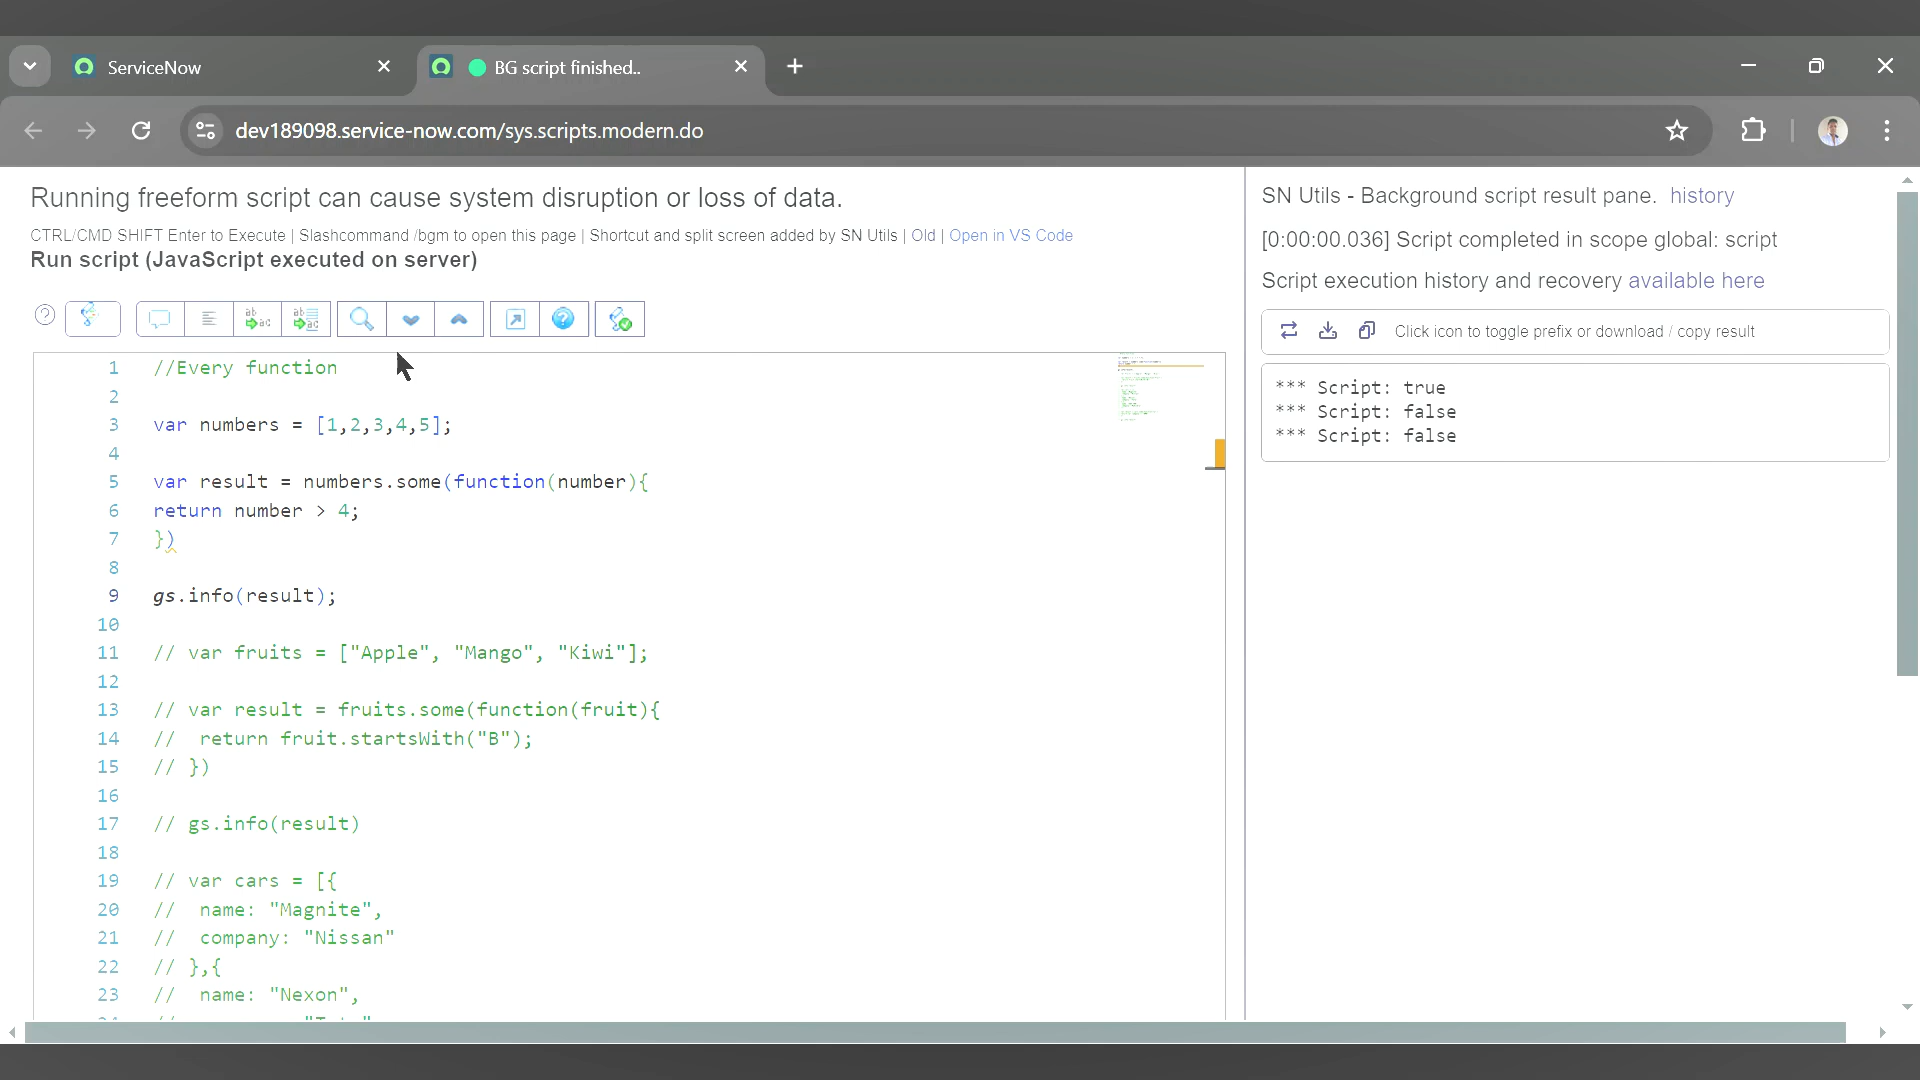 ServiceNow
BG script finished..
dev189098.service-now.com/sys.scripts.modern.do
Running freeform script can cause system disruption or loss of data.
CTRL/CMD SHIFT Enter to Execute | Slashcommand /bgm to open this page | Shortcut and split screen added by SN Utils | Old | Open in VS Code
Run script (JavaScript executed on server)
1 //Every function
2
3 var numbers = [1,2,3,4,5];
4
5 var result = numbers.some(function(number){
6 return number > 4;
7 })
8
9 gs.info(result);
10
11 // var fruits = ["Apple", "Mango", "Kiwi"];
12
13 // var result = fruits.some(function(fruit){
14 // return fruit.startsWith("B");
15 // })
16
17 // gs.info(result)
18
19 // var cars = [{
20 // name: "Magnite",
21 // company: "Nissan"
22 // },{
23 // name: "Nexon",
SN Utils - Background script result pane. history
[0:00:00.036] Script completed in scope global: script
Script execution history and recovery available here
Click icon to toggle prefix or download / copy result
*** Script: true
*** Script: false
*** Script: false